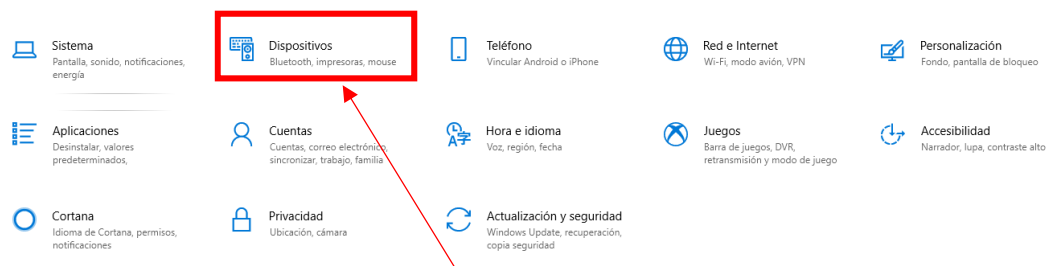 Sistema
Pantalla, sonido, notificaciones,
energía
Dispositivos
Bluetooth, impresoras, mouse
Teléfono
Vincular Android o iPhone
Red e Internet
Wi-Fi, modo avión, VPN
Personalización
Fondo, pantalla de bloqueo
Aplicaciones
Desinstalar, valores
predeterminados,
Cuentas
Cuentas, correo electrónico,
sincronizar, trabajo, familia
Hora e idioma
Voz, región, fecha
Juegos
Barra de juegos, DVR,
retransmisión y modo de juego
Accesibilidad
Narrador, lupa, contraste alto
Cortana
Idioma de Cortana, permisos,
notificaciones
Privacidad
Ubicación, cámara
Actualización y seguridad
Windows Update, recuperación,
copia seguridad